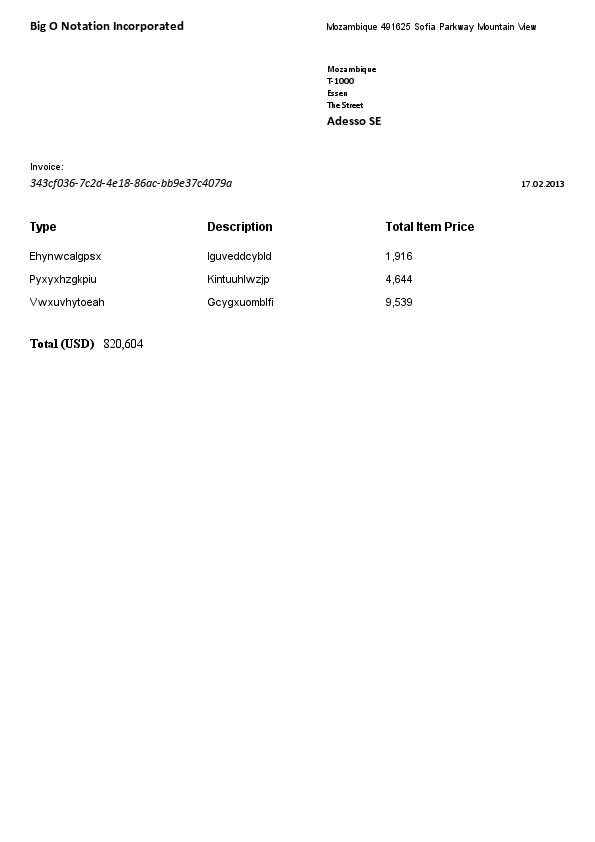 Big O Notation Incorporated
Mozambique 491625 Sofia Parkway Mountain View
Mozambique
T-1000
Essen
The Street
Adesso SE
Invoice:
343cf036-7c2d-4e18-86ac-bb9e37c4079a
17.02.2013
Type Description Total Item Price
Ehynwcalgpsx Iguveddcybld 1,916
Pyxyxhzgkpiu Kintuuhlwzjp 4,644
Vwxuvhytoeah Gcygxuomblfi 9,539
Total (USD) 820,604